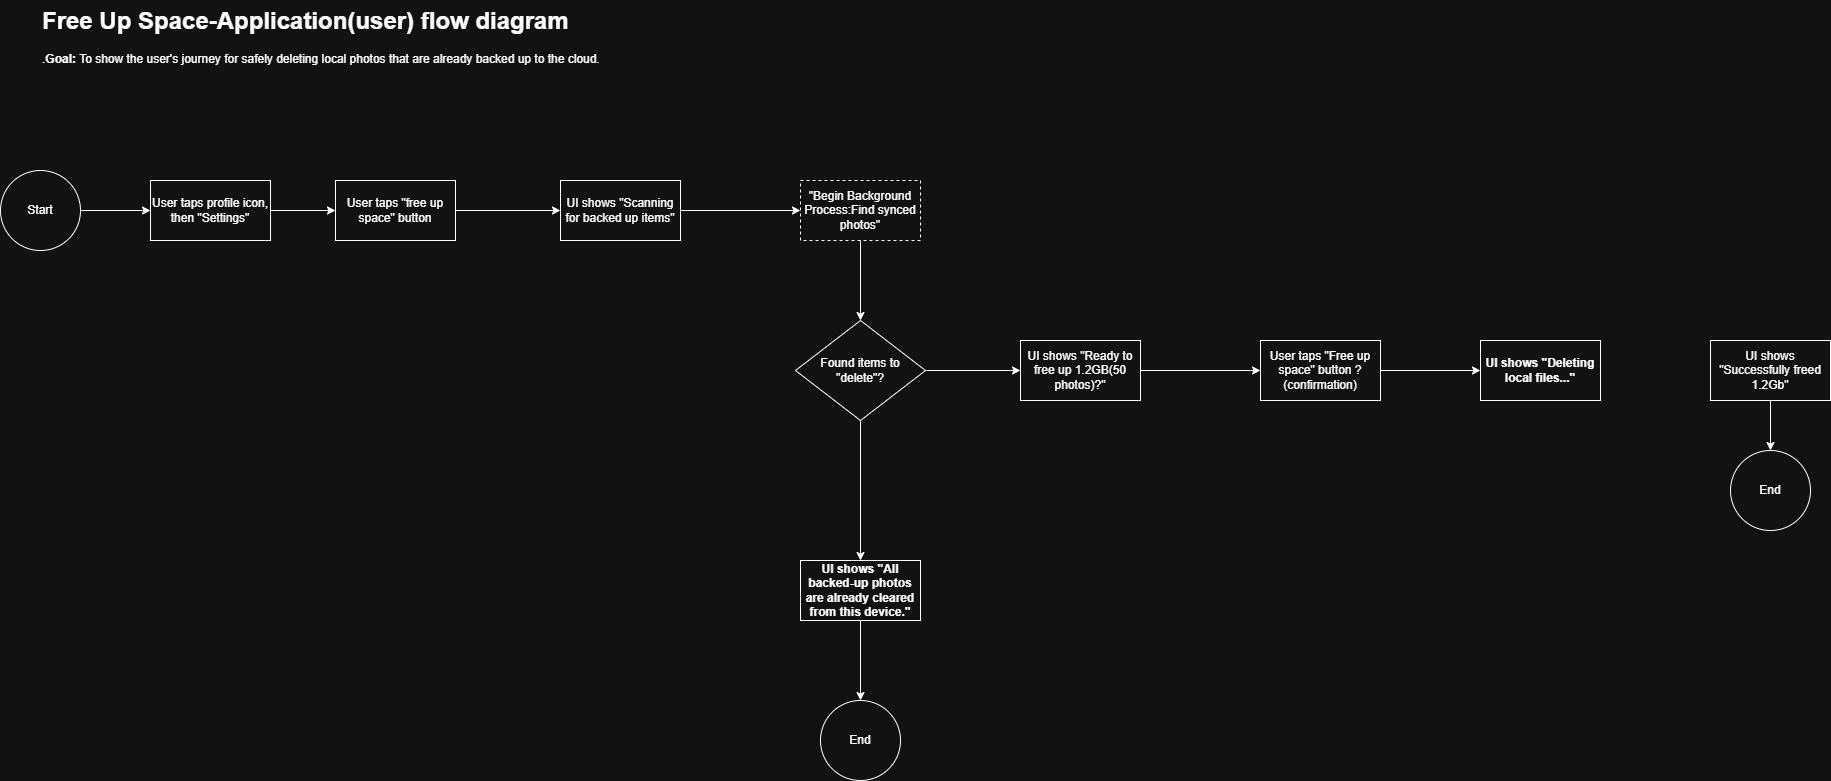 Free Up Space-Application(user) flow diagram
.Goal: To show the user's journey for safely deleting local photos that are already backed up to the cloud.
Start
User taps profile icon,
then "Settings"
User taps "free up
space" button
UI shows "Scanning
for backed up items"
"Begin Background
Process:Find synced
photos"
Found items to
"delete"?
UI shows "Ready to
free up 1.2GB(50
photos)?"
User taps "Free up
space" button ?
(confirmation)
UI shows "Deleting
local files..."
UI shows
"Successfully freed
1.2Gb"
End
UI shows "All
backed-up photos
are already cleared
from this device."
End